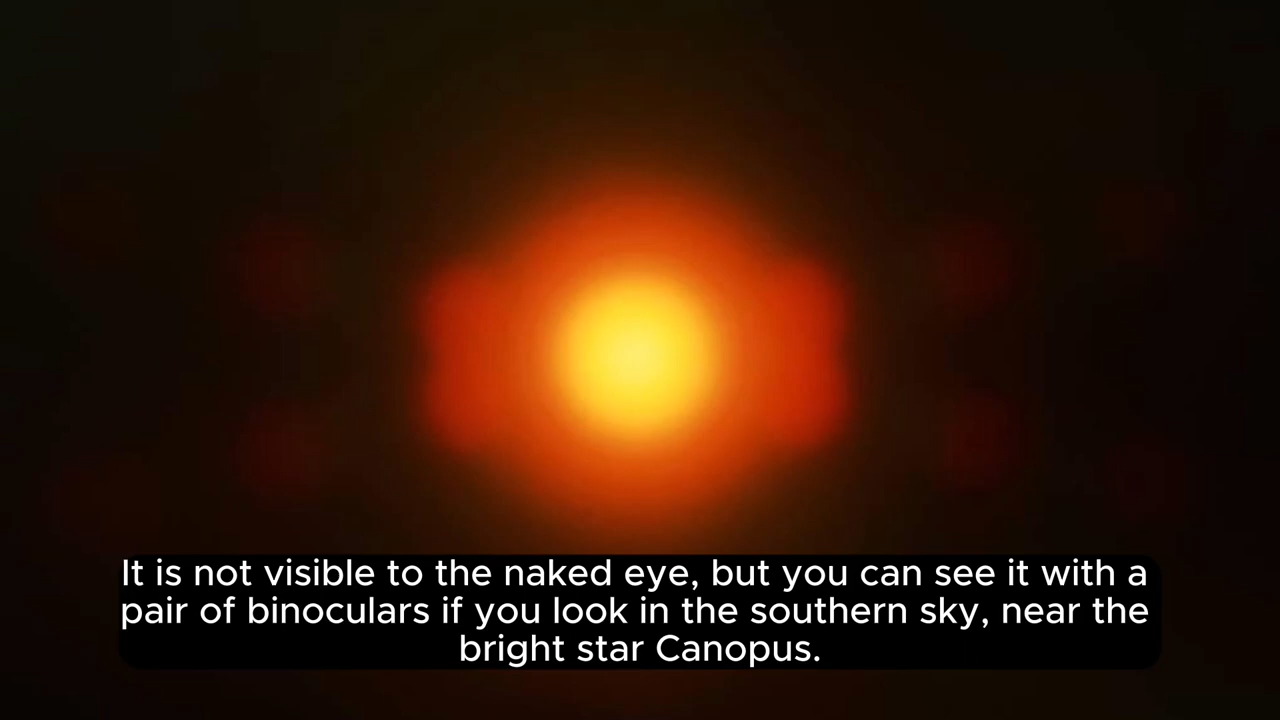 It is not visible to the naked eye, but you can see it with a
pair of binoculars if you look in the southern sky, near the
bright star Canopus.